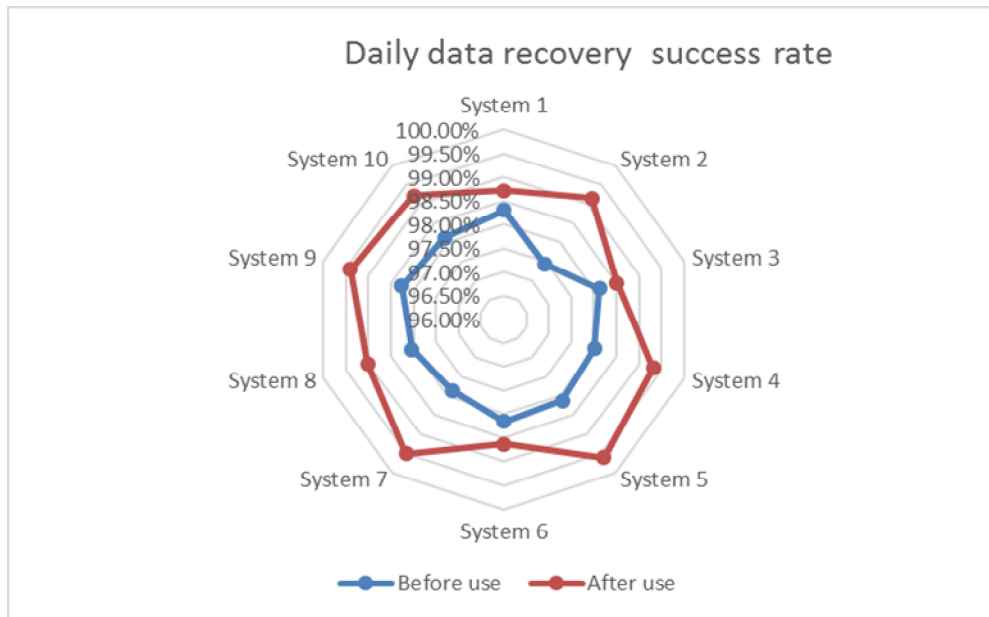 Daily data recovery success rate
System 1
100.00%
99.50%
99.00%
98.50%
98.00%
97.50%
97.00%
96.50%
96.00%
System 2
System 3
System 4
System 5
System 6
System 7
System 8
System 9
System 10
Before use
After use